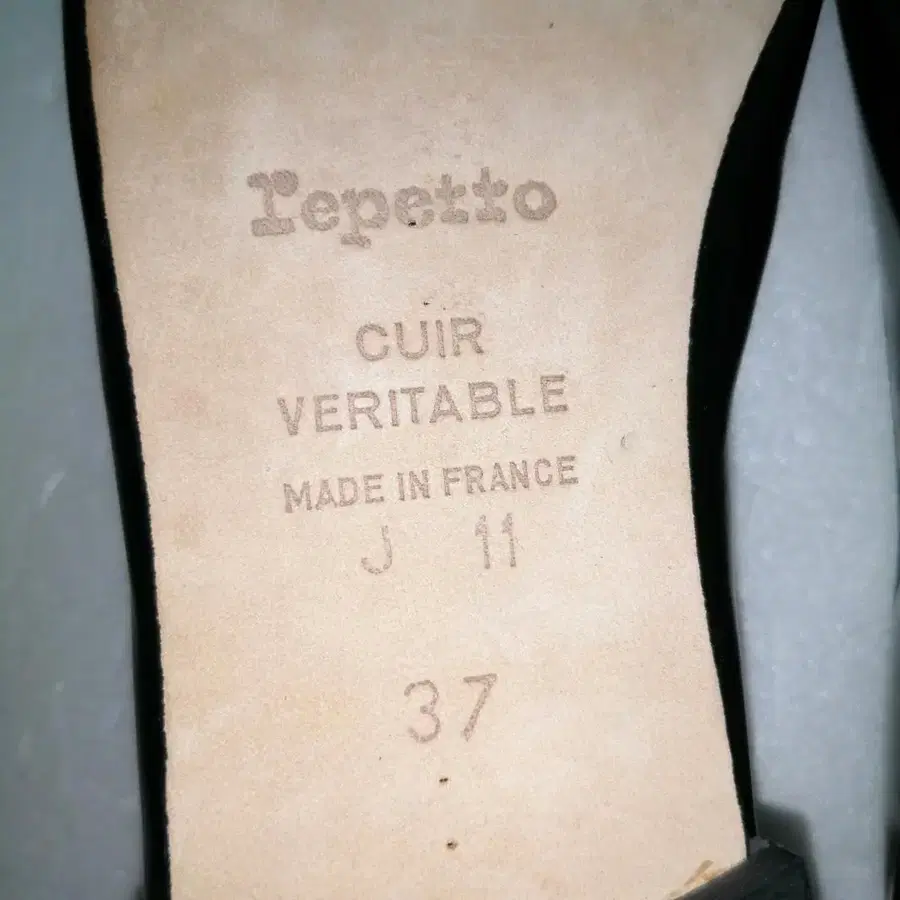 repetto
CUIR
VERITABLE
MADE IN FRANCE
J 11
37